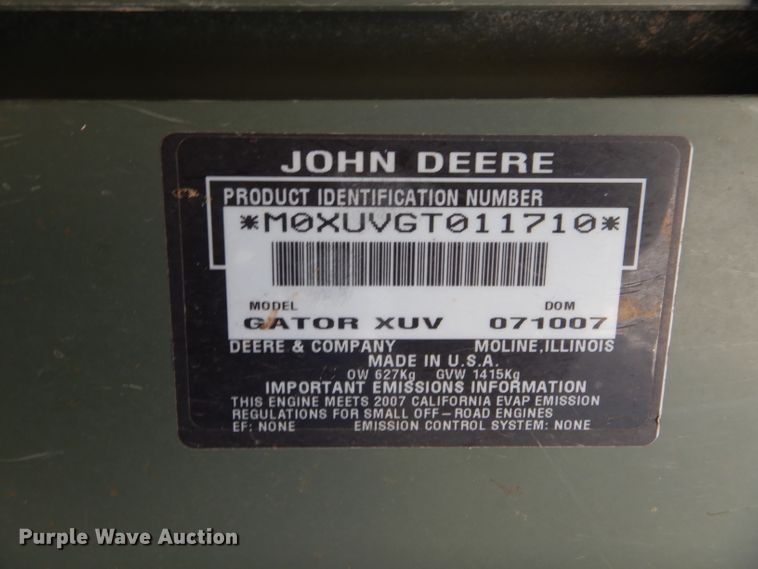 JOHN DEERE
PRODUCT IDENTIFICATION NUMBER
*M0XUVGT011710*
MODEL DOM
GATOR XUV 071007
DEERE & COMPANY MOLINE, ILLINOIS
MADE IN U.S.A.
OW 627Kg GVW 1415Kg
IMPORTANT EMISSIONS INFORMATION
THIS ENGINE MEETS 2007 CALIFORNIA EVAP EMISSION
REGULATIONS FOR SMALL OFF-ROAD ENGINES
EF: NONE EMISSION CONTROL SYSTEM: NONE
Purple Wave Auction